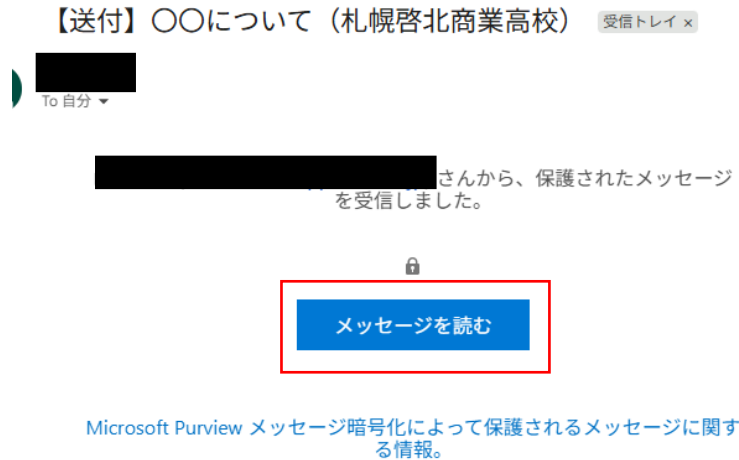 【送付】〇〇について（札幌啓北商業高校） 受信トレイ ×
To 自分
さんから、保護されたメッセージ
を受信しました。
メッセージを読む
Microsoft Purview メッセージ暗号化によって保護されるメッセージに関す
る情報。